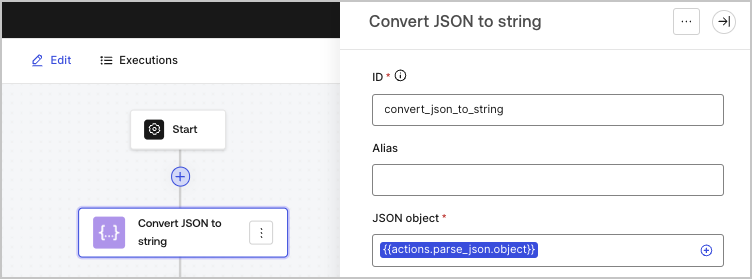 Edit
Executions
Start
Convert JSON to
string
Convert JSON to string
ID *
convert_json_to_string
Alias
JSON object *
{{actions.parse_json.object}}